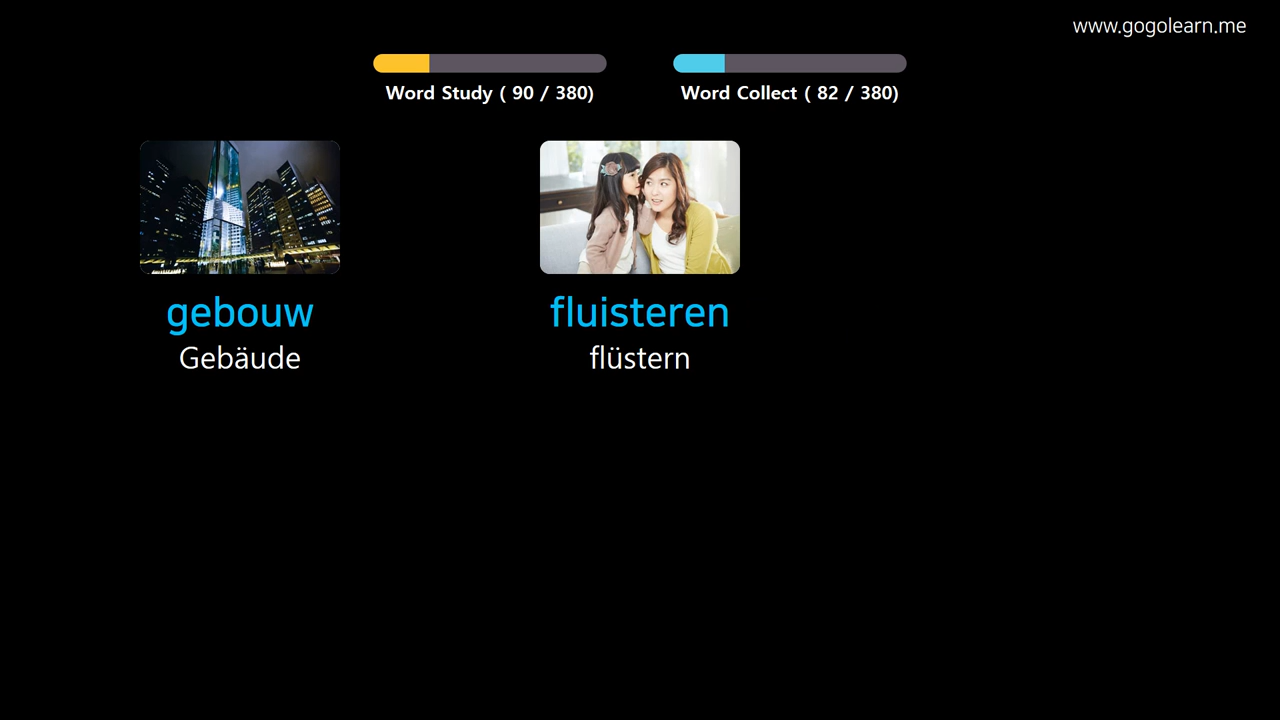 www.gogolearn.me
Word Study ( 90 / 380)
Word Collect ( 82 / 380)
gebouw
Gebäude
fluisteren
flüstern